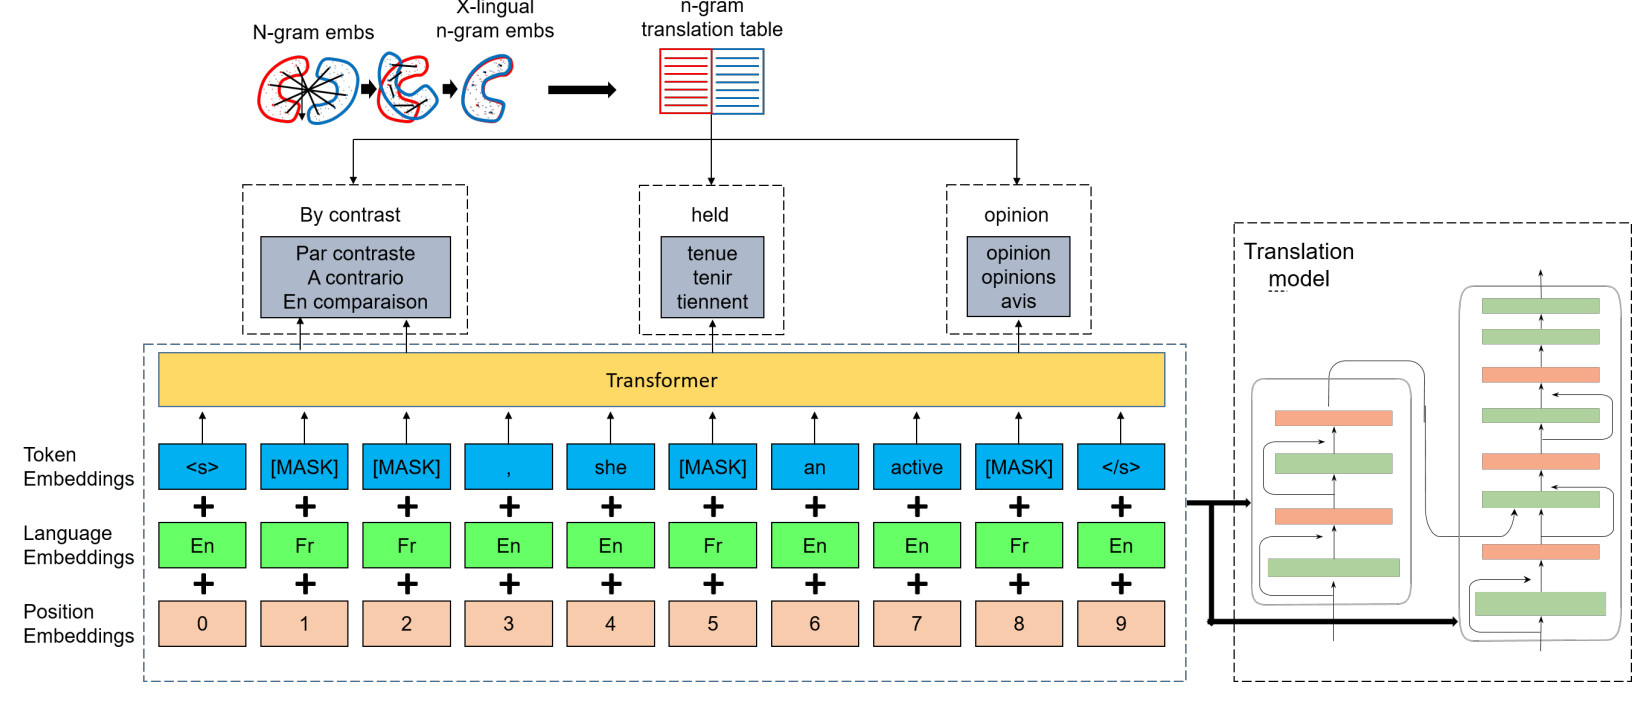 N-gram embs
X-lingual
n-gram embs
n-gram
translation table
By contrast
Par contraste
A contrario
En comparaison
held
tenue
tenir
tiennent
opinion
opinion
opinions
avis
Translation
model
Transformer
Token
Embeddings
<s> [MASK] [MASK] , she [MASK] an active [MASK] </s>
Language
Embeddings
En Fr Fr En En Fr En En Fr En
Position
Embeddings
0 1 2 3 4 5 6 7 8 9